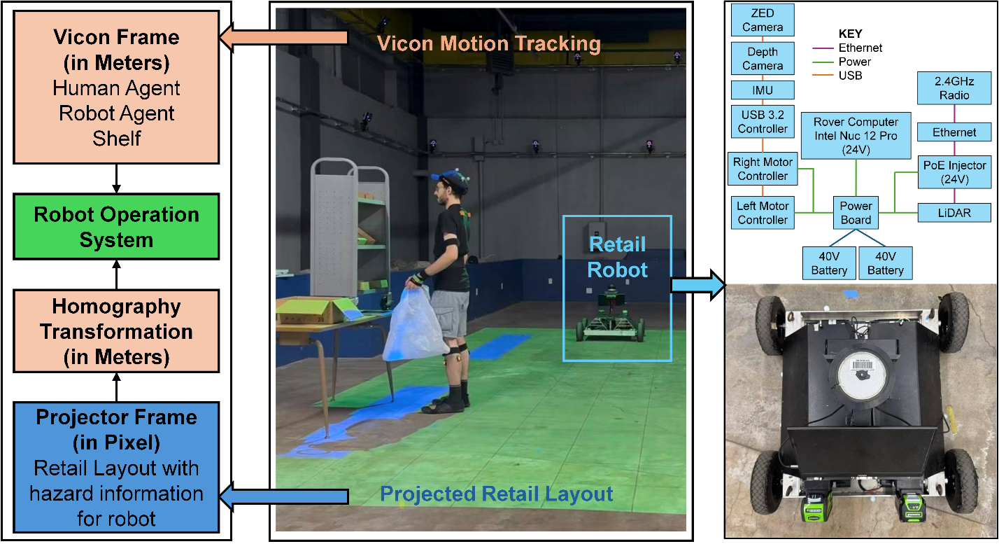 Vicon Frame
(in Meters)
Human Agent
Robot Agent
Shelf
Robot Operation
System
Homography
Transformation
(in Meters)
Projector Frame
(in Pixel)
Retail Layout with
hazard information
for robot
Vicon Motion Tracking
Retail
Robot
Projected Retail Layout
ZED
Camera
Depth
Camera
IMU
USB 3.2
Controller
Right Motor
Controller
Left Motor
Controller
KEY
Ethernet
Power
USB
Rover Computer
Intel Nuc 12 Pro
(24V)
Power
Board
40V
Battery
40V
Battery
2.4GHz
Radio
Ethernet
PoE Injector
(24V)
LiDAR